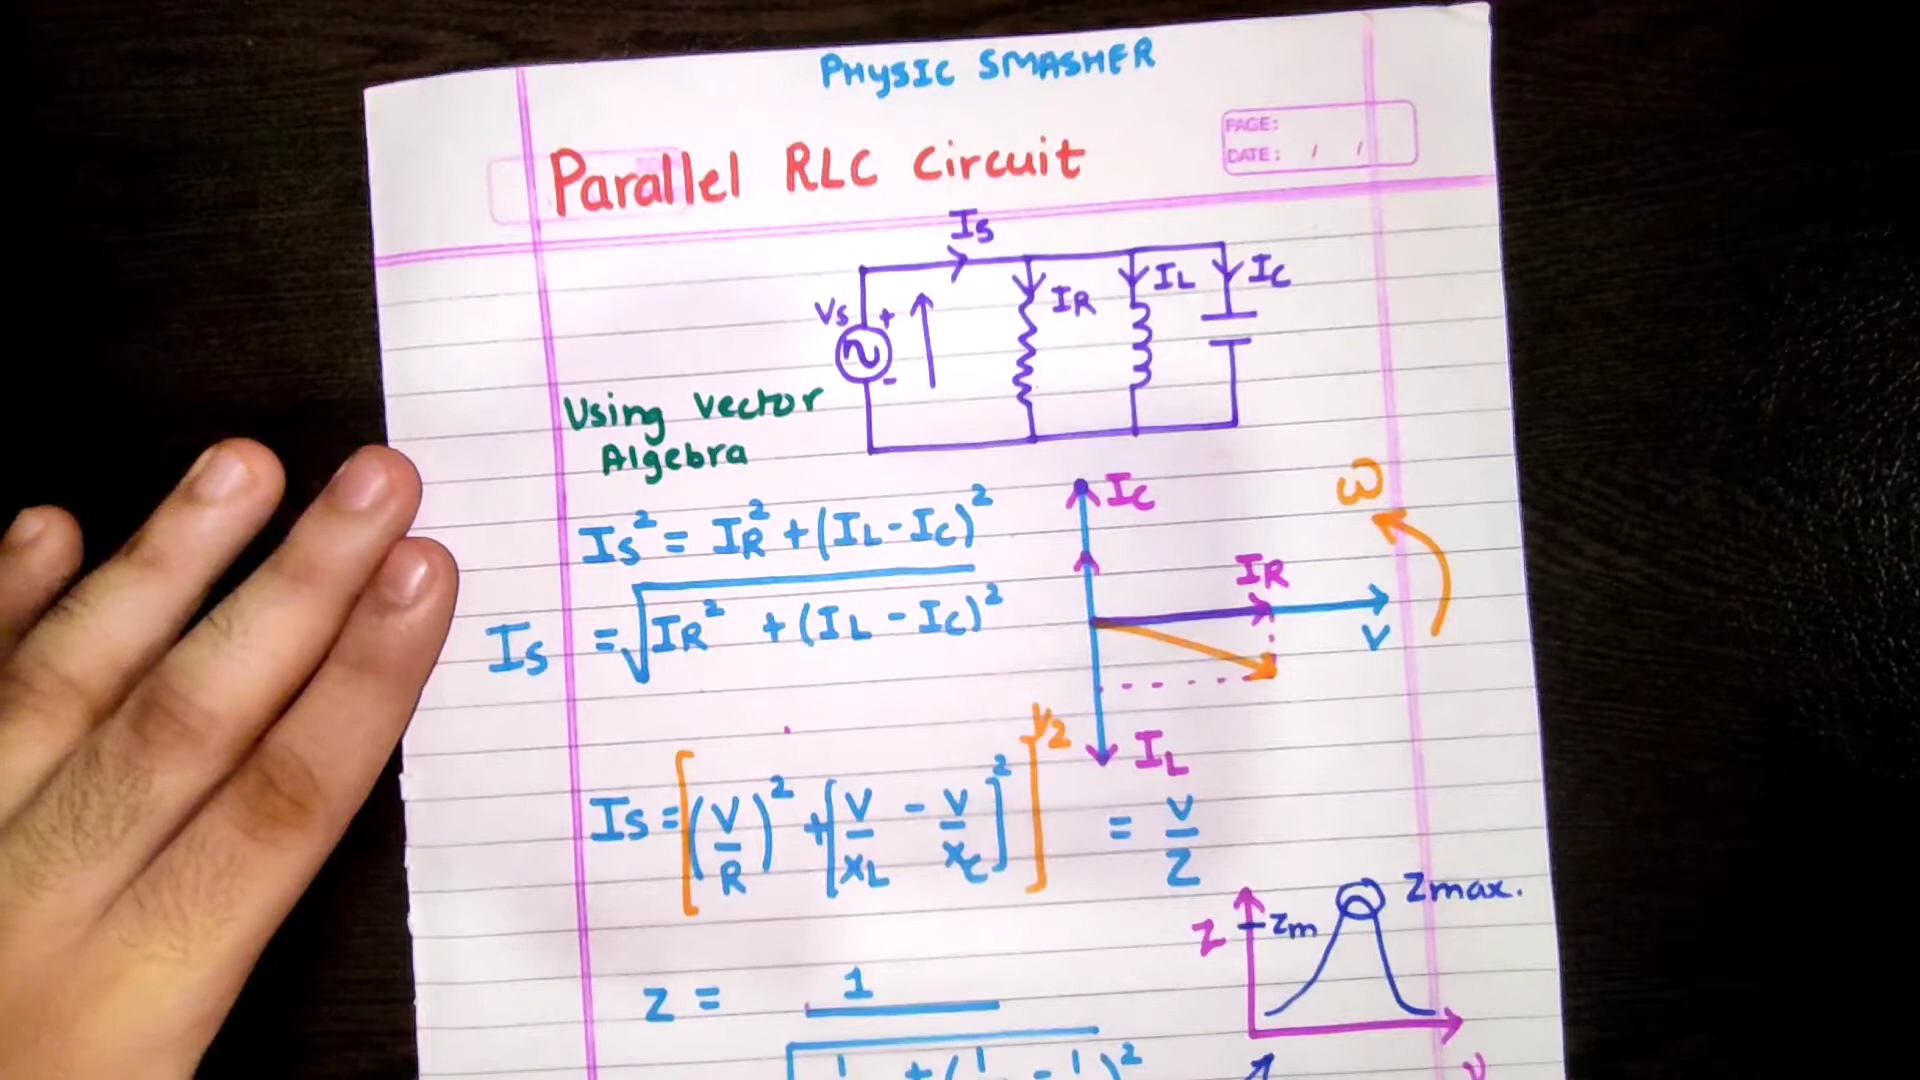 PHYSIC SMASHER
PAGE:
DATE: / /
Parallel RLC Circuit
Is
Vs + IR IL IC
-
Using Vector
Algebra
Is² = IR² + (IL - Ic)²
Is = √IR² + (IL - Ic)²
Ic
ω
IR
V
IL
Is = [(V/R)² + [V/XL - V/Xc]²]^1/2 = V/Z
Z Zm Zmax.
Z = 1